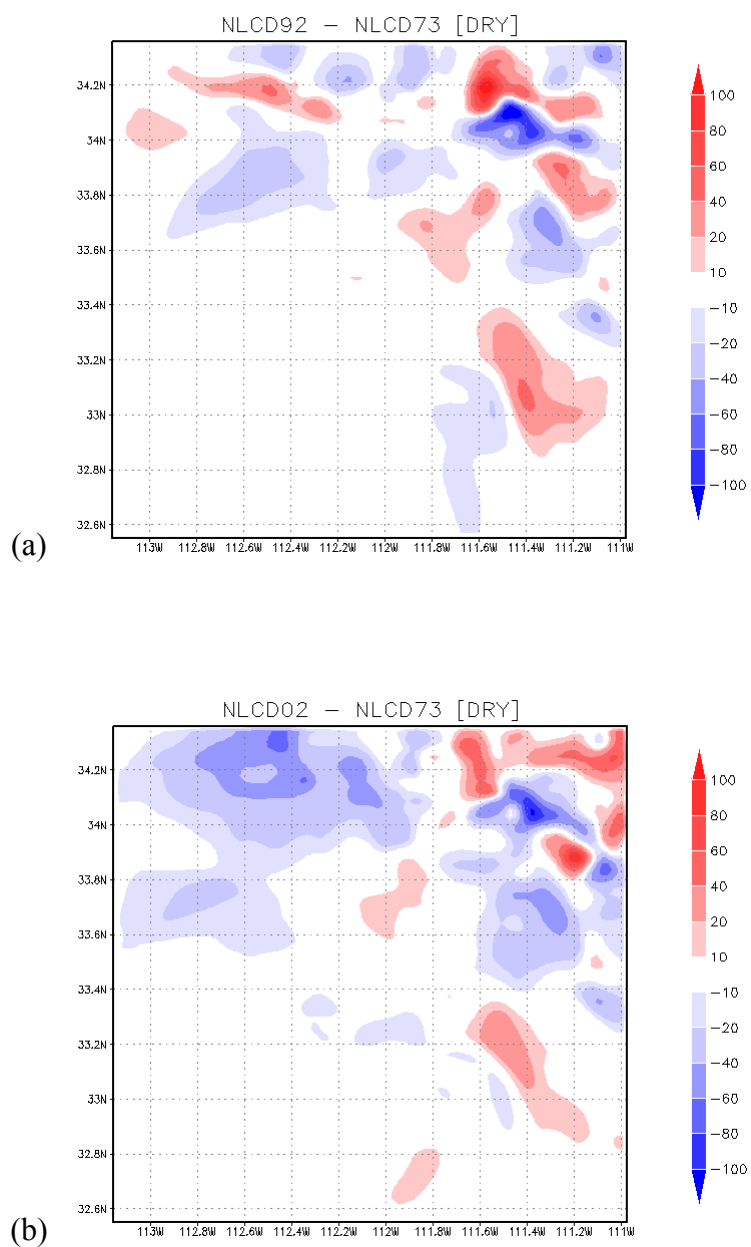 NLCD92 − NLCD73 [DRY]
34.2N
34N
33.8N
33.6N
33.4N
33.2N
33N
32.8N
32.6N
113W 112.8W 112.6W 112.4W 112.2W 112W 111.8W 111.6W 111.4W 111.2W 111W
100
80
60
40
20
10
−10
−20
−40
−60
−80
−100
(a)
NLCD02 − NLCD73 [DRY]
34.2N
34N
33.8N
33.6N
33.4N
33.2N
33N
32.8N
32.6N
113W 112.8W 112.6W 112.4W 112.2W 112W 111.8W 111.6W 111.4W 111.2W 111W
100
80
60
40
20
10
−10
−20
−40
−60
−80
−100
(b)